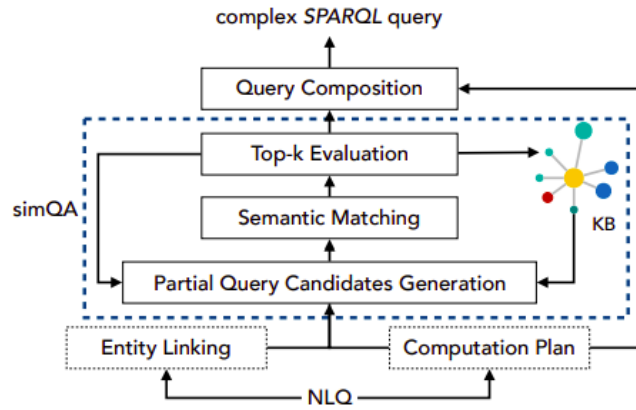 complex SPARQL query
Query Composition
Top-k Evaluation
simQA
Semantic Matching
KB
Partial Query Candidates Generation
Entity Linking
Computation Plan
NLQ